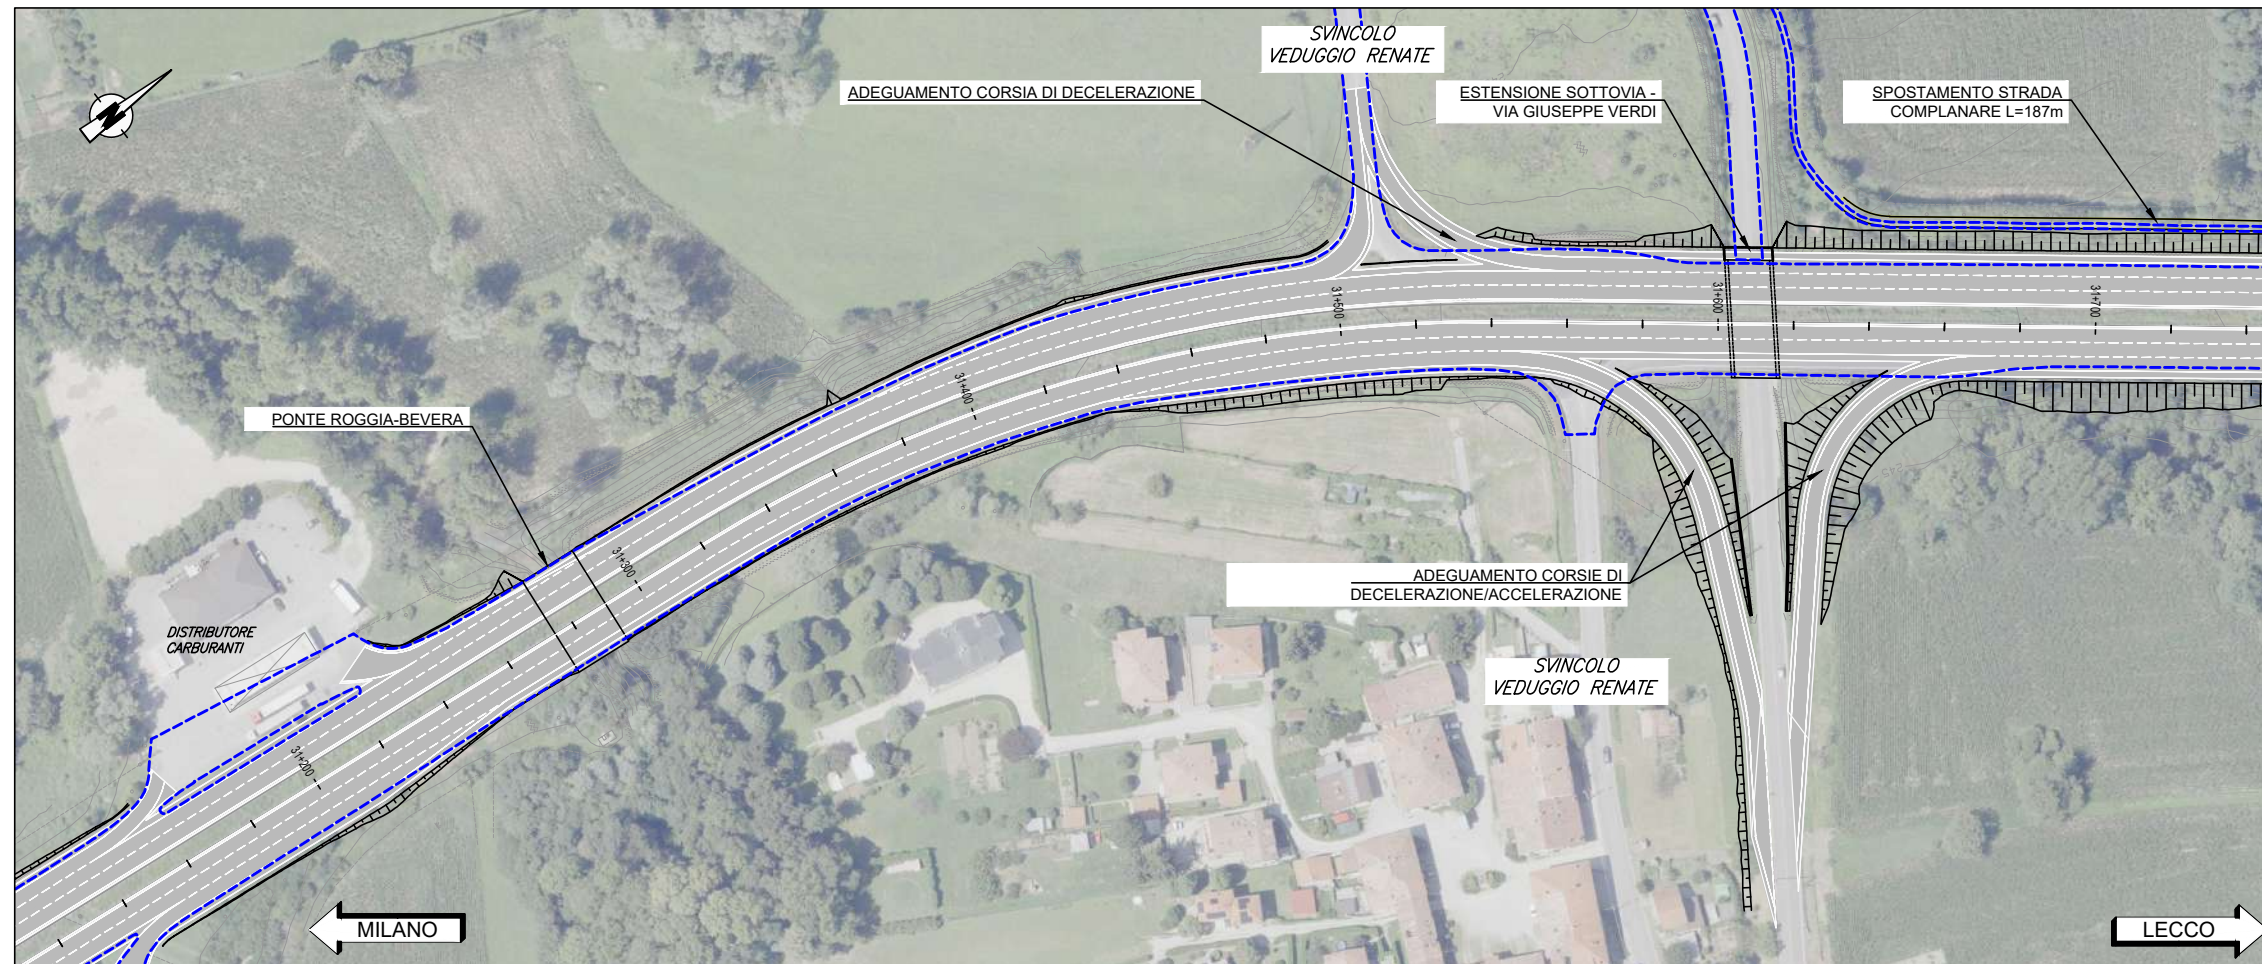 SVINCOLO
VEDUGGIO RENATE
ADEGUAMENTO CORSIA DI DECELERAZIONE
ESTENSIONE SOTTOVIA -
VIA GIUSEPPE VERDI
SPOSTAMENTO STRADA
COMPLANARE L=187m
N
31+500
31+600
31+700
31+400
PONTE ROGGIA-BEVERA
31+300
ADEGUAMENTO CORSIE DI
DECELERAZIONE/ACCELERAZIONE
DISTRIBUTORE
CARBURANTI
SVINCOLO
VEDUGGIO RENATE
31+200
MILANO
LECCO